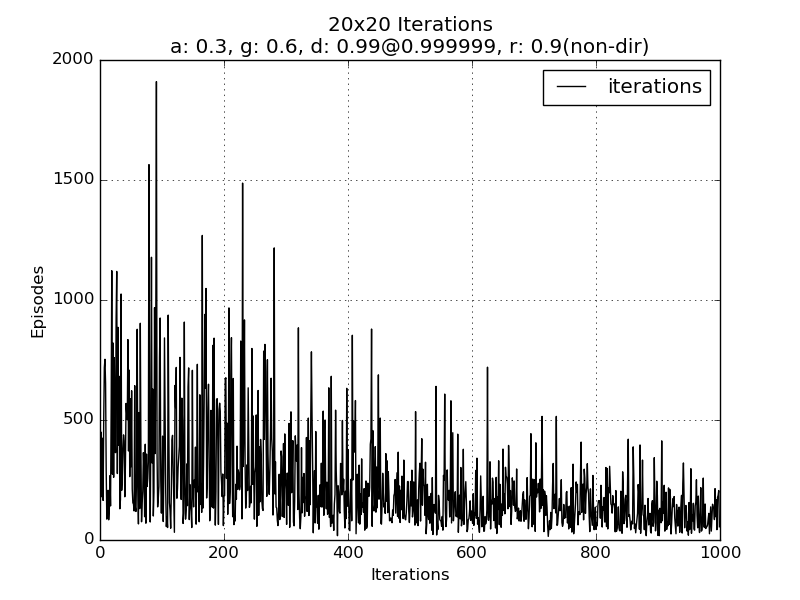 20x20 Iterations
a: 0.3, g: 0.6, d: 0.99@0.999999, r: 0.9(non-dir)
iterations
2000
1500
1000
500
0
Episodes
0 200 400 600 800 1000
Iterations